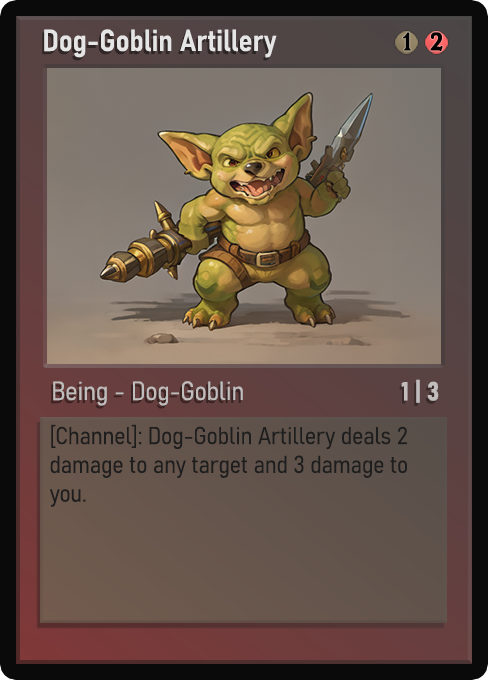 Dog-Goblin Artillery 1 2
Being - Dog-Goblin 1|3
[Channel]: Dog-Goblin Artillery deals 2
damage to any target and 3 damage to
you.